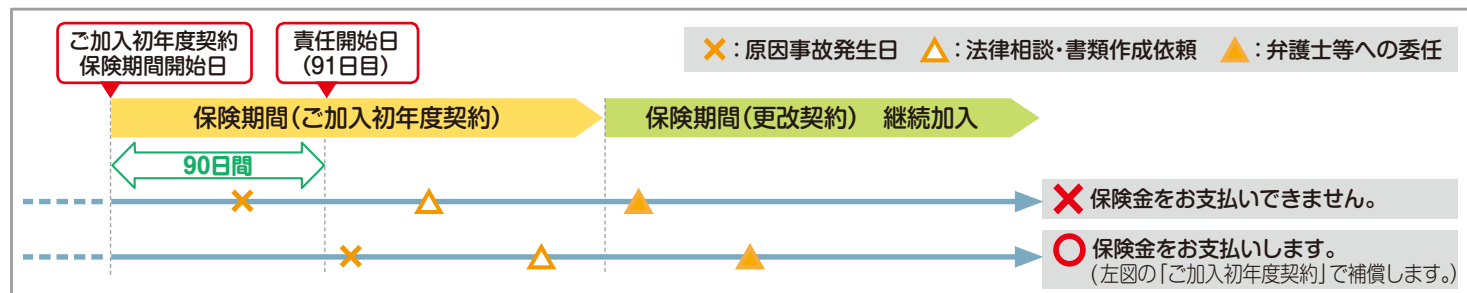 ご加入初年度契約
保険期間開始日
責任開始日
(91日目)
×:原因事故発生日 △:法律相談・書類作成依頼 ▲:弁護士等への委任
保険期間(ご加入初年度契約)
保険期間(更改契約) 継続加入
90日間
×保険金をお支払いできません。
○保険金をお支払いします。
(左図の「ご加入初年度契約」で補償します。)